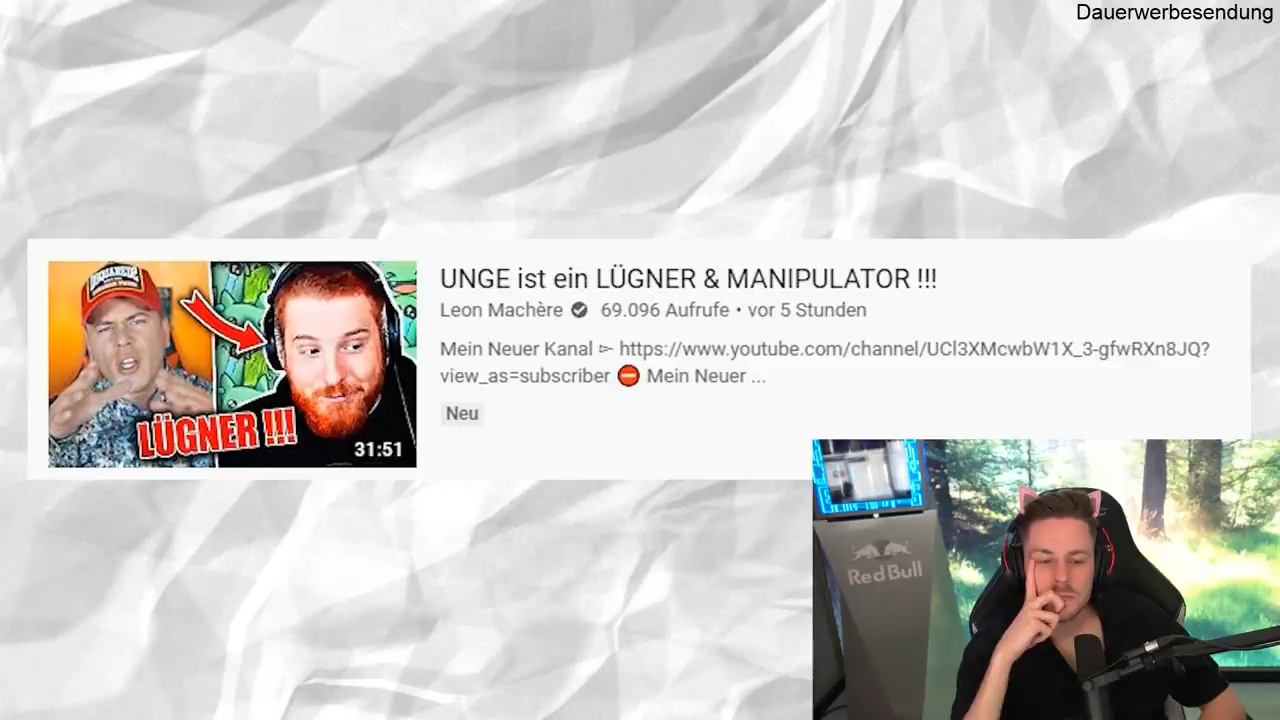 Dauerwerbesendung
UNGE ist ein LÜGNER & MANIPULATOR !!!
Leon Machère 69.096 Aufrufe • vor 5 Stunden
Mein Neuer Kanal ▻ https://www.youtube.com/channel/UCl3XMcwbW1X_3-gfwRXn8JQ?
view_as=subscriber ⛔ Mein Neuer ...
Neu
DSQUARED2
LÜGNER !!!
31:51
Red Bull